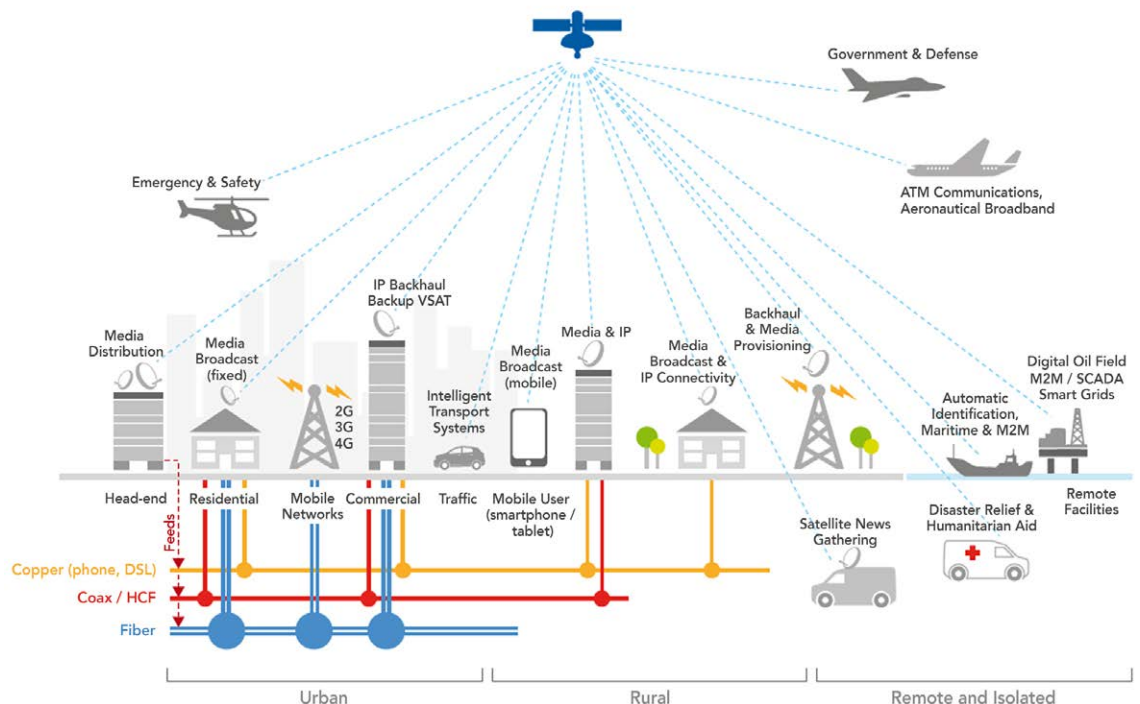 Government & Defense
Emergency & Safety
ATM Communications,
Aeronautical Broadband
IP Backhaul
Backup VSAT
Media
Distribution
Media
Broadcast
(fixed)
2G
3G
4G
Intelligent
Transport
Systems
Media
Broadcast
(mobile)
Media & IP
Media
Broadcast &
IP Connectivity
Backhaul
& Media
Provisioning
Automatic
Identification,
Maritime & M2M
Digital Oil Field
M2M / SCADA
Smart Grids
Head-end
Residential
Mobile
Networks
Commercial
Traffic
Mobile User
(smartphone /
tablet)
Satellite News
Gathering
Disaster Relief &
Humanitarian Aid
Remote
Facilities
Feeds
Copper (phone, DSL)
Coax / HCF
Fiber
Urban
Rural
Remote and Isolated